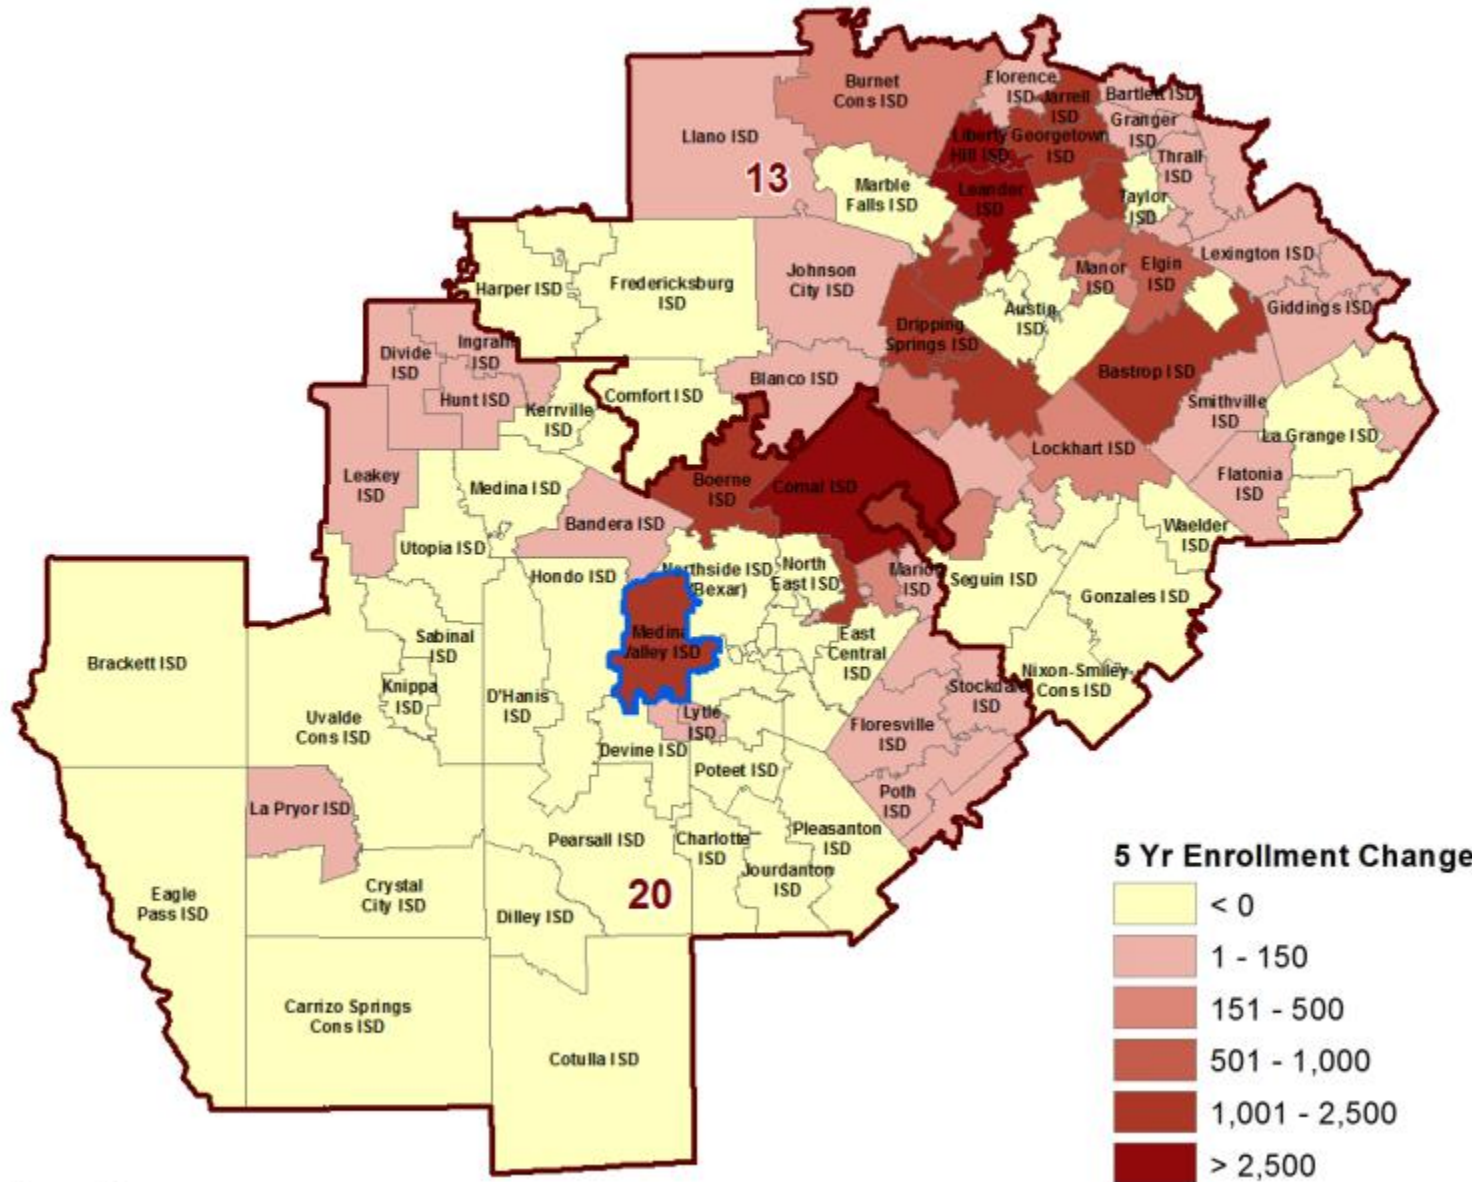 Burnet
Cons ISD
Florence
ISD
Jarrell
ISD
Bartlett ISD
Granger
ISD
Llano ISD
Liberty
Hill ISD
Georgetown
ISD
Thrall
ISD
13
Marble
Falls ISD
Leander
ISD
Taylor
ISD
Lexington ISD
Harper ISD
Fredericksburg
ISD
Johnson
City ISD
Manor
ISD
Elgin
ISD
Giddings ISD
Austin
ISD
Dripping
Springs ISD
Divide
ISD
Ingram
ISD
Hunt ISD
Kerrville
ISD
Comfort ISD
Blanco ISD
Bastrop ISD
Smithville
ISD
La Grange ISD
Leakey
ISD
Medina ISD
Boerne
ISD
Comal ISD
Lockhart ISD
Flatonia
ISD
Bandera ISD
Waelder
ISD
Utopia ISD
Hondo ISD
Northside ISD
(Bexar)
North
East ISD
Marion
ISD
Seguin ISD
Gonzales ISD
Brackett ISD
Sabinal
ISD
Medina
Valley ISD
East
Central
ISD
Knippa
ISD
D'Hanis
ISD
Stockdale
ISD
Nixon-Smiley
Cons ISD
Uvalde
Cons ISD
Lytle
ISD
Floresville
ISD
Devine ISD
Poteet ISD
La Pryor ISD
Poth
ISD
Pearsall ISD
Charlotte
ISD
Pleasanton
ISD
Jourdanton
ISD
Eagle
Pass ISD
Crystal
City ISD
Dilley ISD
20
Carrizo Springs
Cons ISD
Cotulla ISD
5 Yr Enrollment Change
< 0
1 - 150
151 - 500
501 - 1,000
1,001 - 2,500
> 2,500